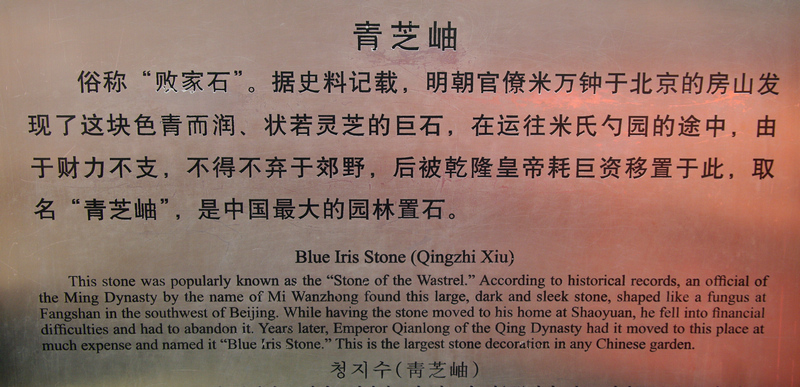 青芝岫
俗称“败家石”。据史料记载，明朝官僚米万钟于北京的房山发
现了这块色青而润、状若灵芝的巨石，在运往米氏勺园的途中，由
于财力不支，不得不弃于郊野，后被乾隆皇帝耗巨资移置于此，取
名“青芝岫”，是中国最大的园林置石。
Blue Iris Stone (Qingzhi Xiu)
This stone was popularly known as the “Stone of the Wastrel.” According to historical records, an official of
the Ming Dynasty by the name of Mi Wanzhong found this large, dark and sleek stone, shaped like a fungus at
Fangshan in the southwest of Beijing. While having the stone moved to his home at Shaoyuan, he fell into financial
difficulties and had to abandon it. Years later, Emperor Qianlong of the Qing Dynasty had it moved to this place at
much expense and named it “Blue Iris Stone.” This is the largest stone decoration in any Chinese garden.
청지수(靑芝岫)